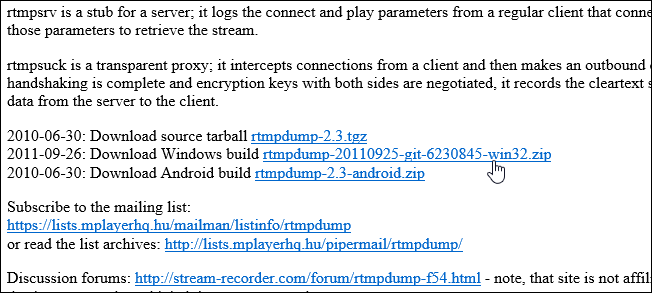 rtmpsrv is a stub for a server; it logs the connect and play parameters from a regular client that
those parameters to retrieve the stream.
rtmpsuck is a transparent proxy; it intercepts connections from a client and then makes an outbound
handshaking is complete and encryption keys with both sides are negotiated, it records the cleartext
data from the server to the client.
2010-06-30: Download source tarball rtmpdump-2.3.tgz
2011-09-26: Download Windows build rtmpdump-20110925-git-6230845-win32.zip
2010-06-30: Download Android build rtmpdump-2.3-android.zip
Subscribe to the mailing list:
https://lists.mplayerhq.hu/mailman/listinfo/rtmpdump
or read the list archives: http://lists.mplayerhq.hu/pipermail/rtmpdump/
Discussion forums: http://stream-recorder.com/forum/rtmpdump-f54.html - note, that site is not